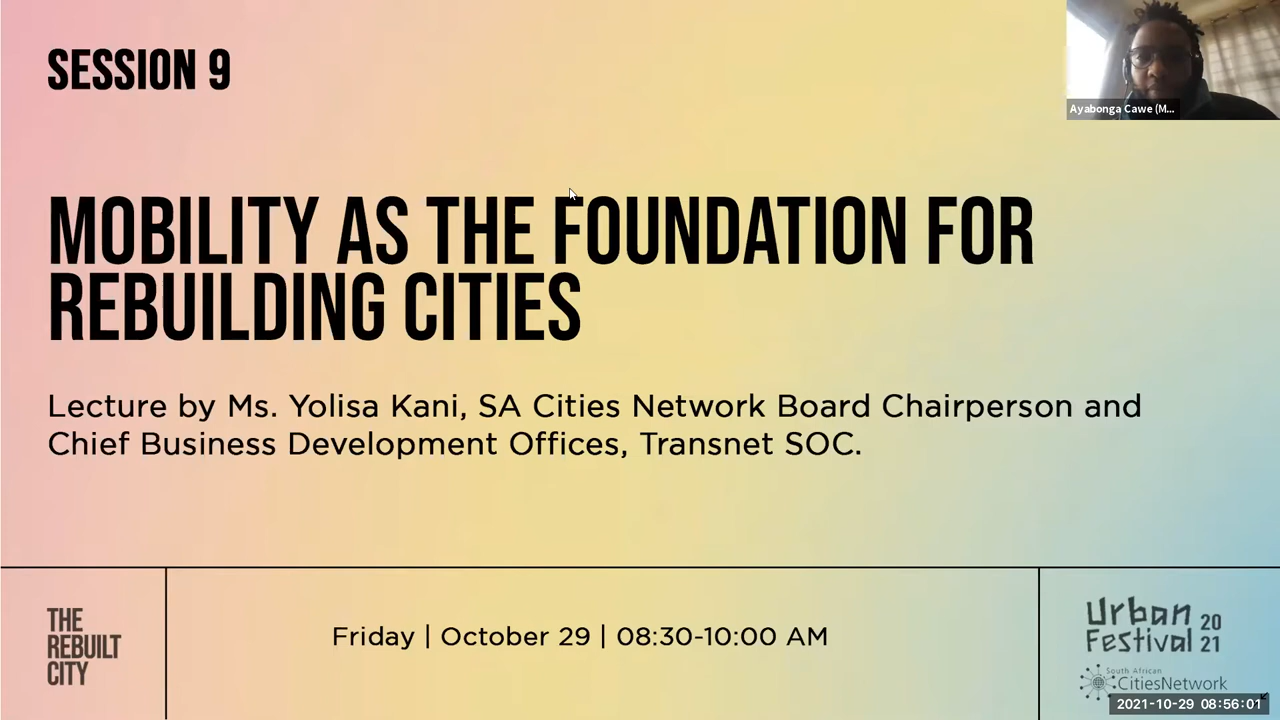 SESSION 9
Ayabonga Cawe (M...
MOBILITY AS THE FOUNDATION FOR
REBUILDING CITIES
Lecture by Ms. Yolisa Kani, SA Cities Network Board Chairperson and
Chief Business Development Offices, Transnet SOC.
THE
REBUILT
CITY
Friday | October 29 | 08:30-10:00 AM
Urban 20
Festival 21
South African
CitiesNetwork
2021-10-29 08:56:01